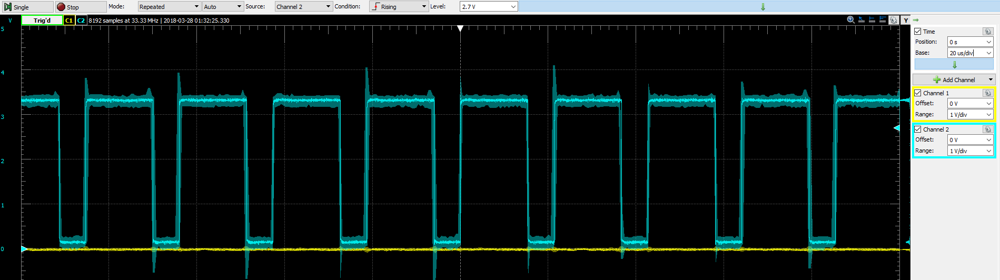 Single Stop Mode: Repeated Auto Source: Channel 2 Condition: Rising Level: 2.7 V
V Trig'd C1 C2 8192 samples at 33.33 MHz | 2018-03-28 01:32:25.330 Y
5
4
3
2
1
0
Time
Position: 0 s
Base: 20 us/div
Add Channel
Channel 1
Offset: 0 V
Range: 1 V/div
Channel 2
Offset: 0 V
Range: 1 V/div